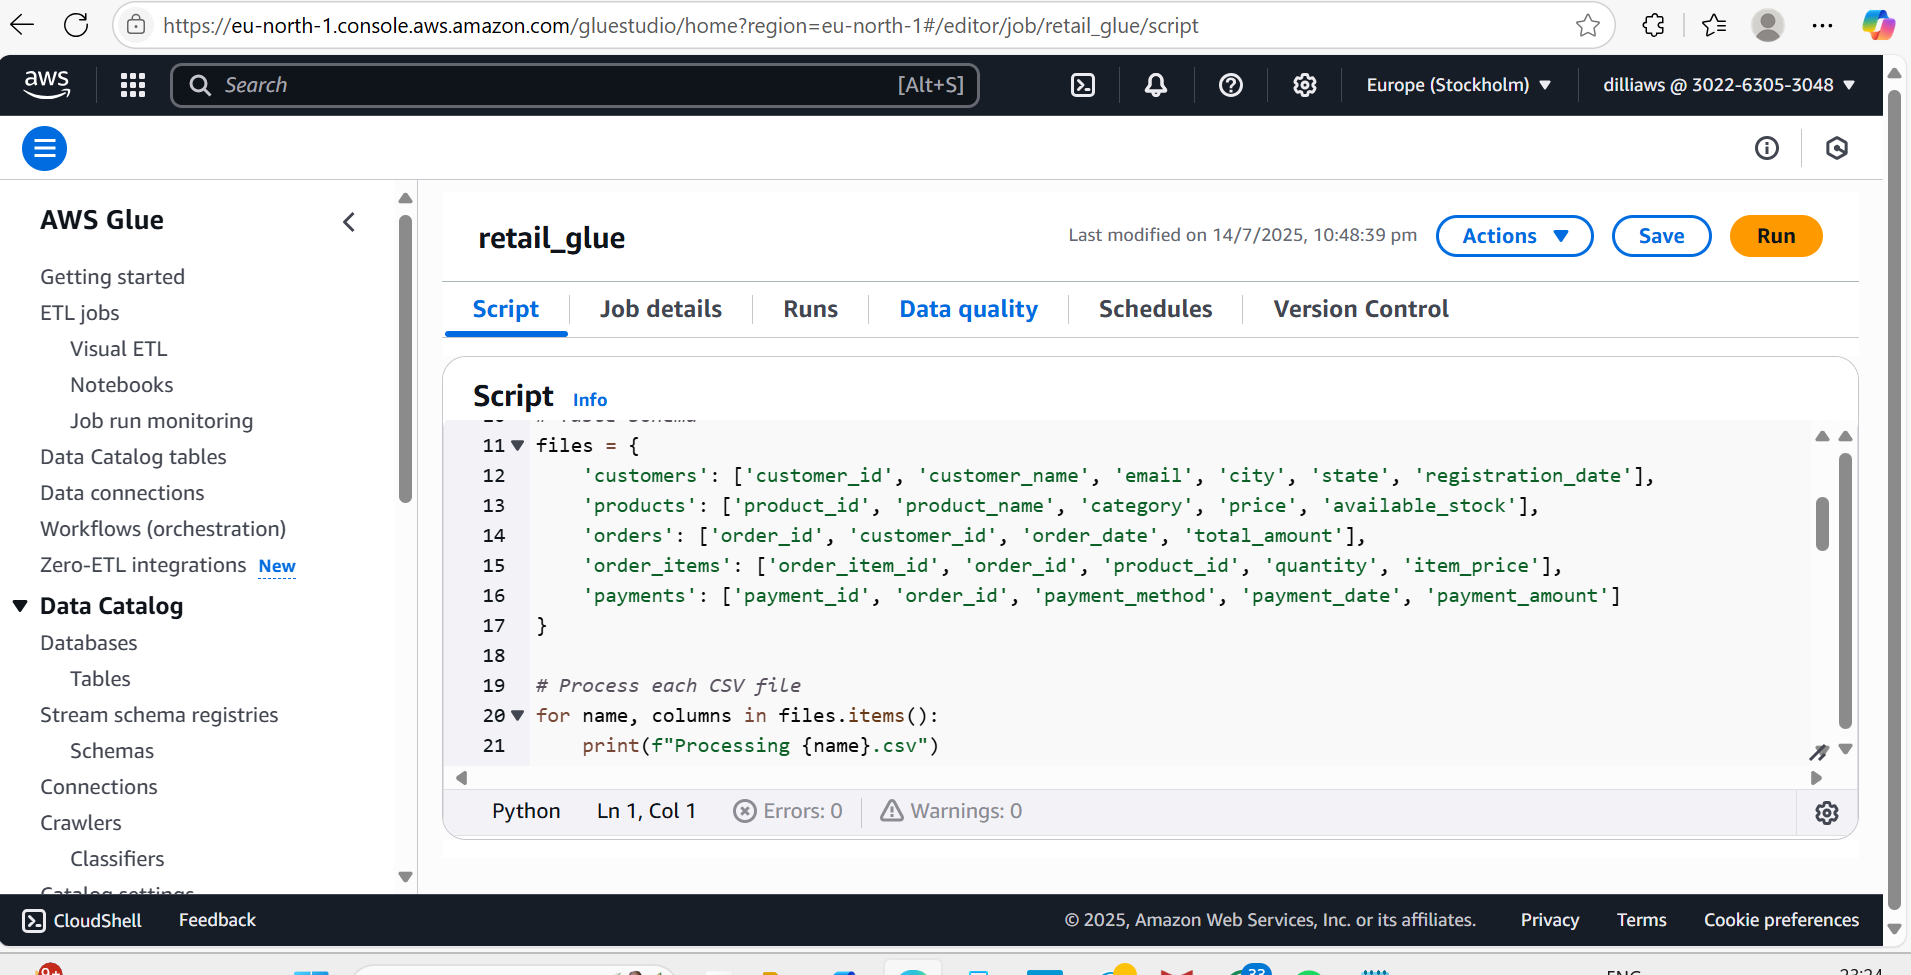 https://eu-north-1.console.aws.amazon.com/gluestudio/home?region=eu-north-1#/editor/job/retail_glue/script
aws
Search [Alt+S]
Europe (Stockholm) ▼
dilliaws @ 3022-6305-3048 ▼
AWS Glue
Getting started
ETL jobs
Visual ETL
Notebooks
Job run monitoring
Data Catalog tables
Data connections
Workflows (orchestration)
Zero-ETL integrations New
Data Catalog
Databases
Tables
Stream schema registries
Schemas
Connections
Crawlers
Classifiers
Catalog settings
retail_glue
Last modified on 14/7/2025, 10:48:39 pm
Actions ▼
Save
Run
Script
Job details
Runs
Data quality
Schedules
Version Control
Script Info
11 files = {
12     'customers': ['customer_id', 'customer_name', 'email', 'city', 'state', 'registration_date'],
13     'products': ['product_id', 'product_name', 'category', 'price', 'available_stock'],
14     'orders': ['order_id', 'customer_id', 'order_date', 'total_amount'],
15     'order_items': ['order_item_id', 'order_id', 'product_id', 'quantity', 'item_price'],
16     'payments': ['payment_id', 'order_id', 'payment_method', 'payment_date', 'payment_amount']
17 }
18
19 # Process each CSV file
20 for name, columns in files.items():
21     print(f"Processing {name}.csv")
Python Ln 1, Col 1 Errors: 0 Warnings: 0
CloudShell Feedback
© 2025, Amazon Web Services, Inc. or its affiliates. Privacy Terms Cookie preferences